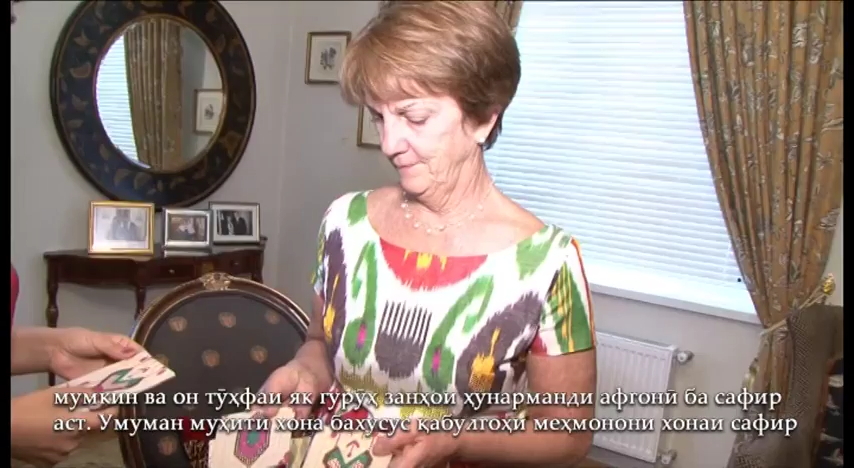 мумкин ва он тӯҳфаи як гурӯҳ занҳои ҳунарманди афғонӣ ба сафир
аст. Умуман муҳити хона бахусус қабулгоҳи меҳмонони хонаи сафир